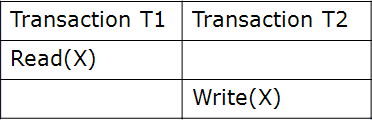 Transaction T1 Transaction T2
Read(X)
Write(X)